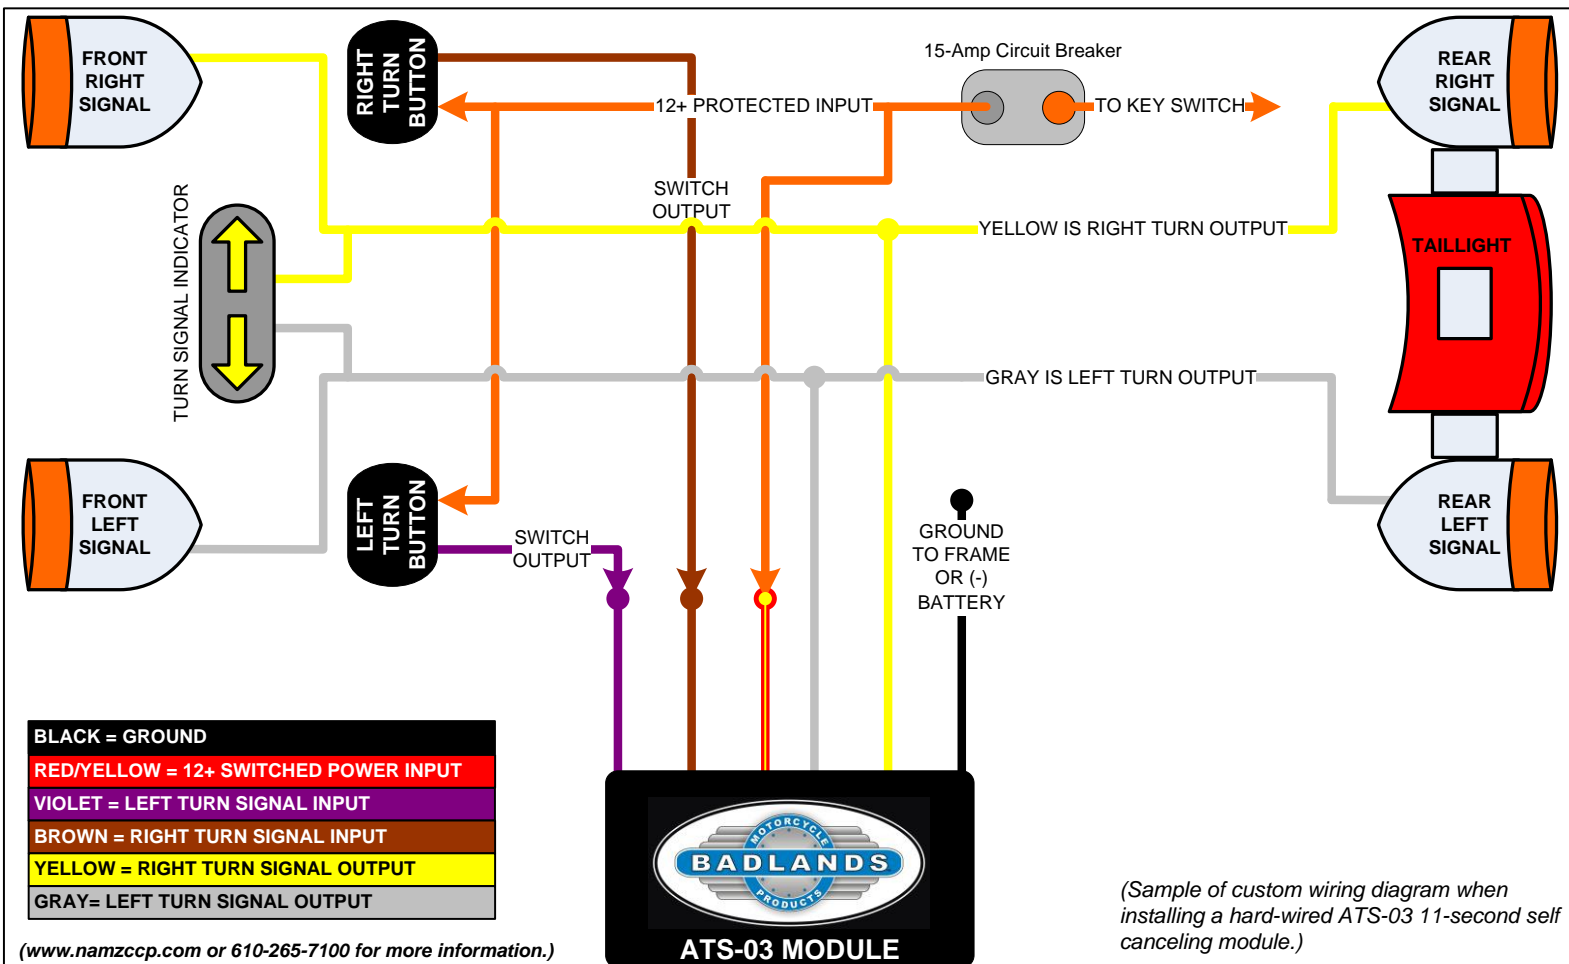 FRONT
RIGHT
SIGNAL
RIGHT
TURN
BUTTON
15-Amp Circuit Breaker
12+ PROTECTED INPUT
TO KEY SWITCH
REAR
RIGHT
SIGNAL
SWITCH
OUTPUT
YELLOW IS RIGHT TURN OUTPUT
TURN SIGNAL INDICATOR
TAILLIGHT
GRAY IS LEFT TURN OUTPUT
FRONT
LEFT
SIGNAL
LEFT
TURN
BUTTON
SWITCH
OUTPUT
GROUND
TO FRAME
OR (-)
BATTERY
REAR
LEFT
SIGNAL
BLACK = GROUND
RED/YELLOW = 12+ SWITCHED POWER INPUT
VIOLET = LEFT TURN SIGNAL INPUT
BROWN = RIGHT TURN SIGNAL INPUT
YELLOW = RIGHT TURN SIGNAL OUTPUT
GRAY= LEFT TURN SIGNAL OUTPUT
(www.namzccp.com or 610-265-7100 for more information.)
MOTORCYCLE
BADLANDS
PRODUCTS
ATS-03 MODULE
(Sample of custom wiring diagram when
installing a hard-wired ATS-03 11-second self
canceling module.)